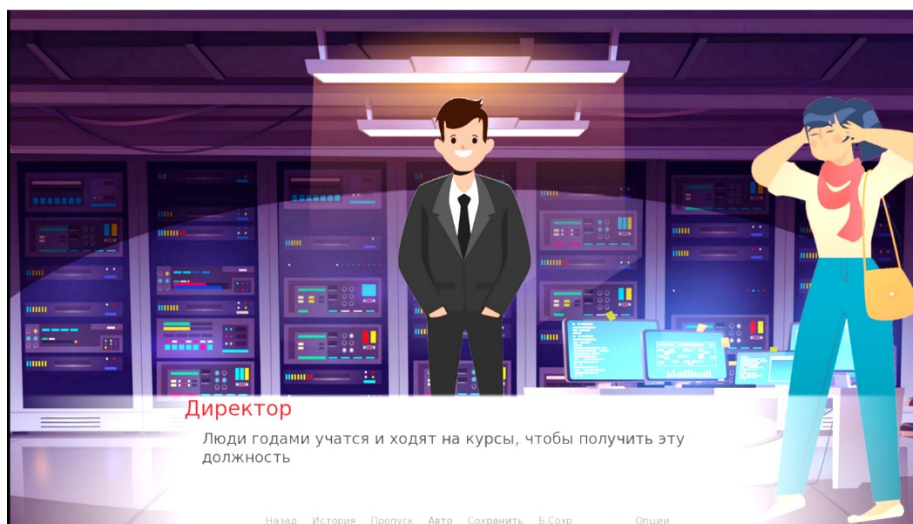 Директор
Люди годами учатся и ходят на курсы, чтобы получить эту
должность
Назад История Пропуск Авто Сохранить Б.Сохр Опции